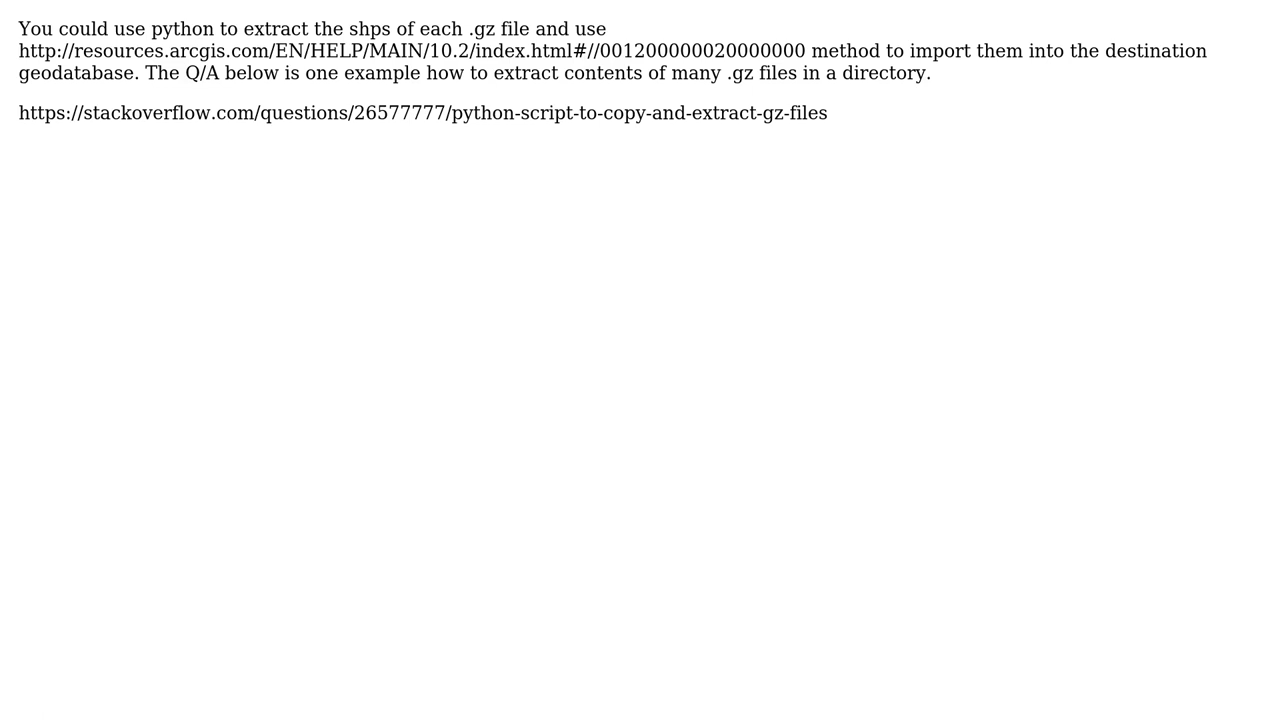 You could use python to extract the shps of each .gz file and use
http://resources.arcgis.com/EN/HELP/MAIN/10.2/index.html#//001200000020000000 method to import them into the destination
geodatabase. The Q/A below is one example how to extract contents of many .gz files in a directory.
https://stackoverflow.com/questions/26577777/python-script-to-copy-and-extract-gz-files